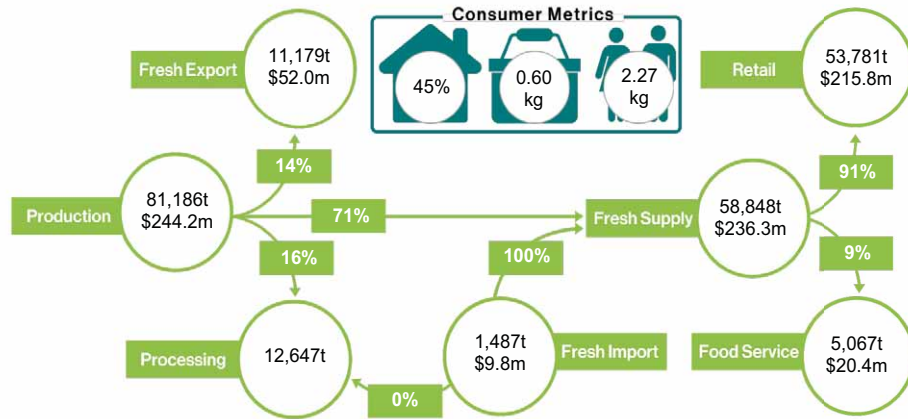 Consumer Metrics
45%
0.60
kg
2.27
kg
Fresh Export
11,179t
$52.0m
Retail
53,781t
$215.8m
14%
91%
Production
81,186t
$244.2m
71%
Fresh Supply
58,848t
$236.3m
16%
100%
9%
Processing
12,647t
1,487t
$9.8m
Fresh Import
Food Service
5,067t
$20.4m
0%